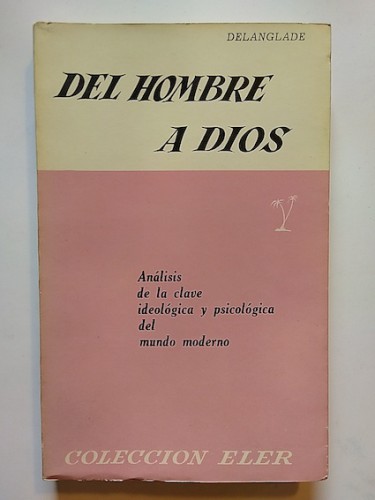 DELANGLADE
DEL HOMBRE
A DIOS
Análisis
de la clave
ideológica y psicológica
del
mundo moderno
COLECCION ELER